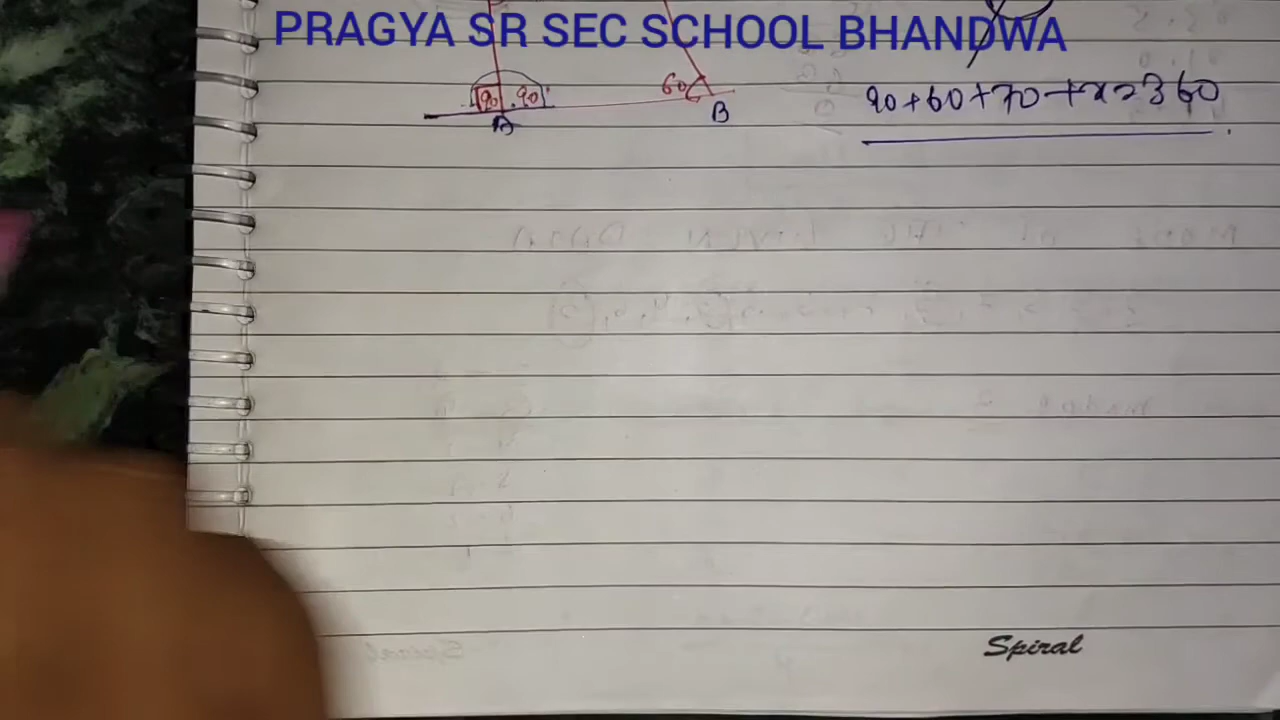 PRAGYA SR SEC SCHOOL BHANDWA
90 90 60
A B
90+60+70+x=360
Spiral